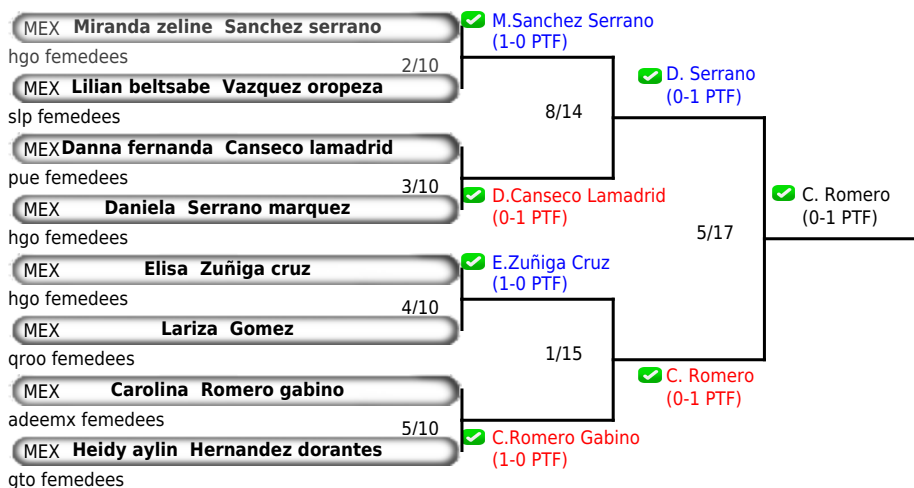 MEX Miranda zeline Sanchez serrano
hgo femedees
2/10
MEX Lilian beltsabe Vazquez oropeza
slp femedees
M.Sanchez Serrano
(1-0 PTF)
8/14
MEX Danna fernanda Canseco lamadrid
pue femedees
3/10
MEX Daniela Serrano marquez
hgo femedees
D.Canseco Lamadrid
(0-1 PTF)
D. Serrano
(0-1 PTF)
5/17
C. Romero
(0-1 PTF)
MEX Elisa Zuñiga cruz
hgo femedees
4/10
MEX Lariza Gomez
qroo femedees
E.Zuñiga Cruz
(1-0 PTF)
1/15
MEX Carolina Romero gabino
adeemx femedees
5/10
MEX Heidy aylin Hernandez dorantes
gto femedees
C.Romero Gabino
(1-0 PTF)
C. Romero
(0-1 PTF)